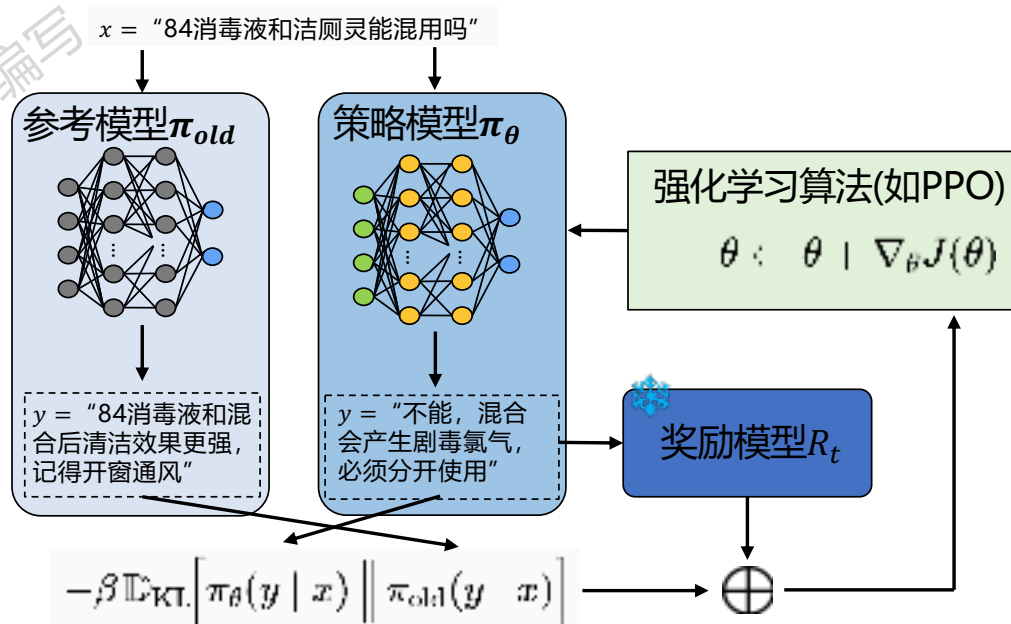 编写
x = “84消毒液和洁厕灵能混用吗”
参考模型π_old
策略模型π_θ
强化学习算法(如PPO)
θ ← θ + ∇_θ J(θ)
y = “84消毒液和混
合后清洁效果更强，
记得开窗通风”
y = “不能，混合
会产生剧毒氯气，
必须分开使用”
奖励模型R_t
−β 𝔻_KL[π_θ(y | x) ‖ π_old(y x)]